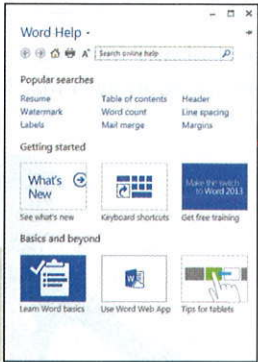 Word Help
Search online help
Popular searches
Resume Table of contents Header
Watermark Word count Line spacing
Labels Mail merge Margins
Getting started
What's New
Make the switch to Word 2013
See what's new Keyboard shortcuts Get free training
Basics and beyond
Learn Word basics Use Word Web App Tips for tablets